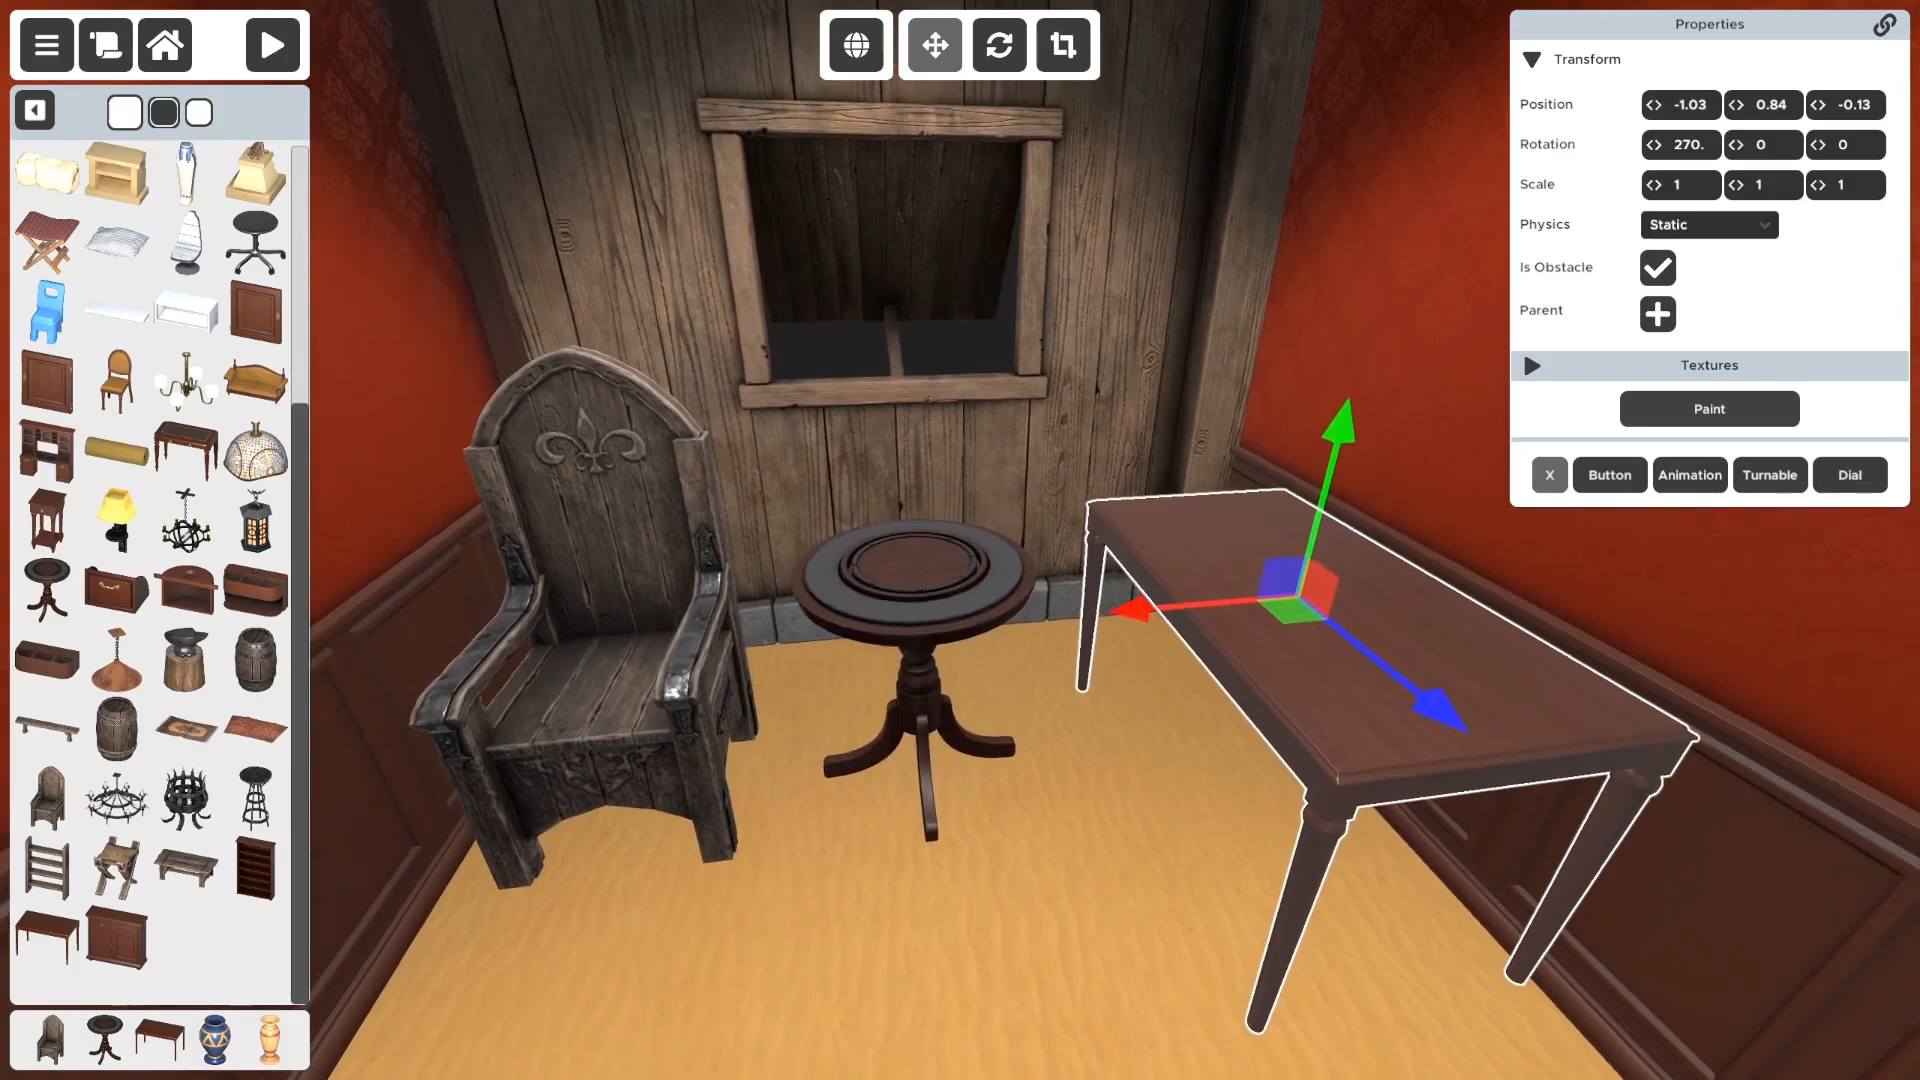 Properties
Transform
Position -1.03 0.84 -0.13
Rotation 270. 0 0
Scale 1 1 1
Physics Static
Is Obstacle
Parent
Textures
Paint
X Button Animation Turnable Dial